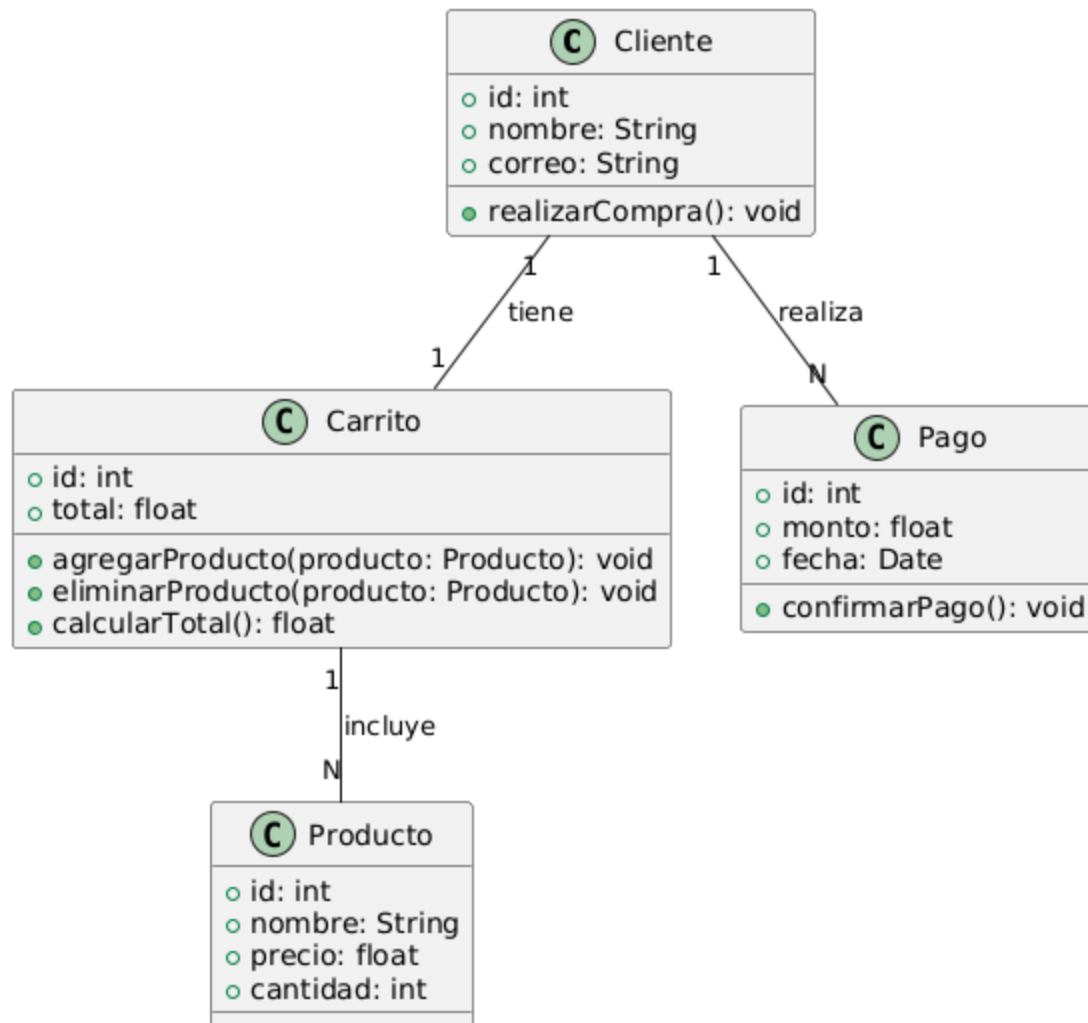 C Cliente
id: int
nombre: String
correo: String
realizarCompra(): void
1
1
tiene
realiza
1
N
C Carrito
id: int
total: float
agregarProducto(producto: Producto): void
eliminarProducto(producto: Producto): void
calcularTotal(): float
C Pago
id: int
monto: float
fecha: Date
confirmarPago(): void
1
incluye
N
C Producto
id: int
nombre: String
precio: float
cantidad: int